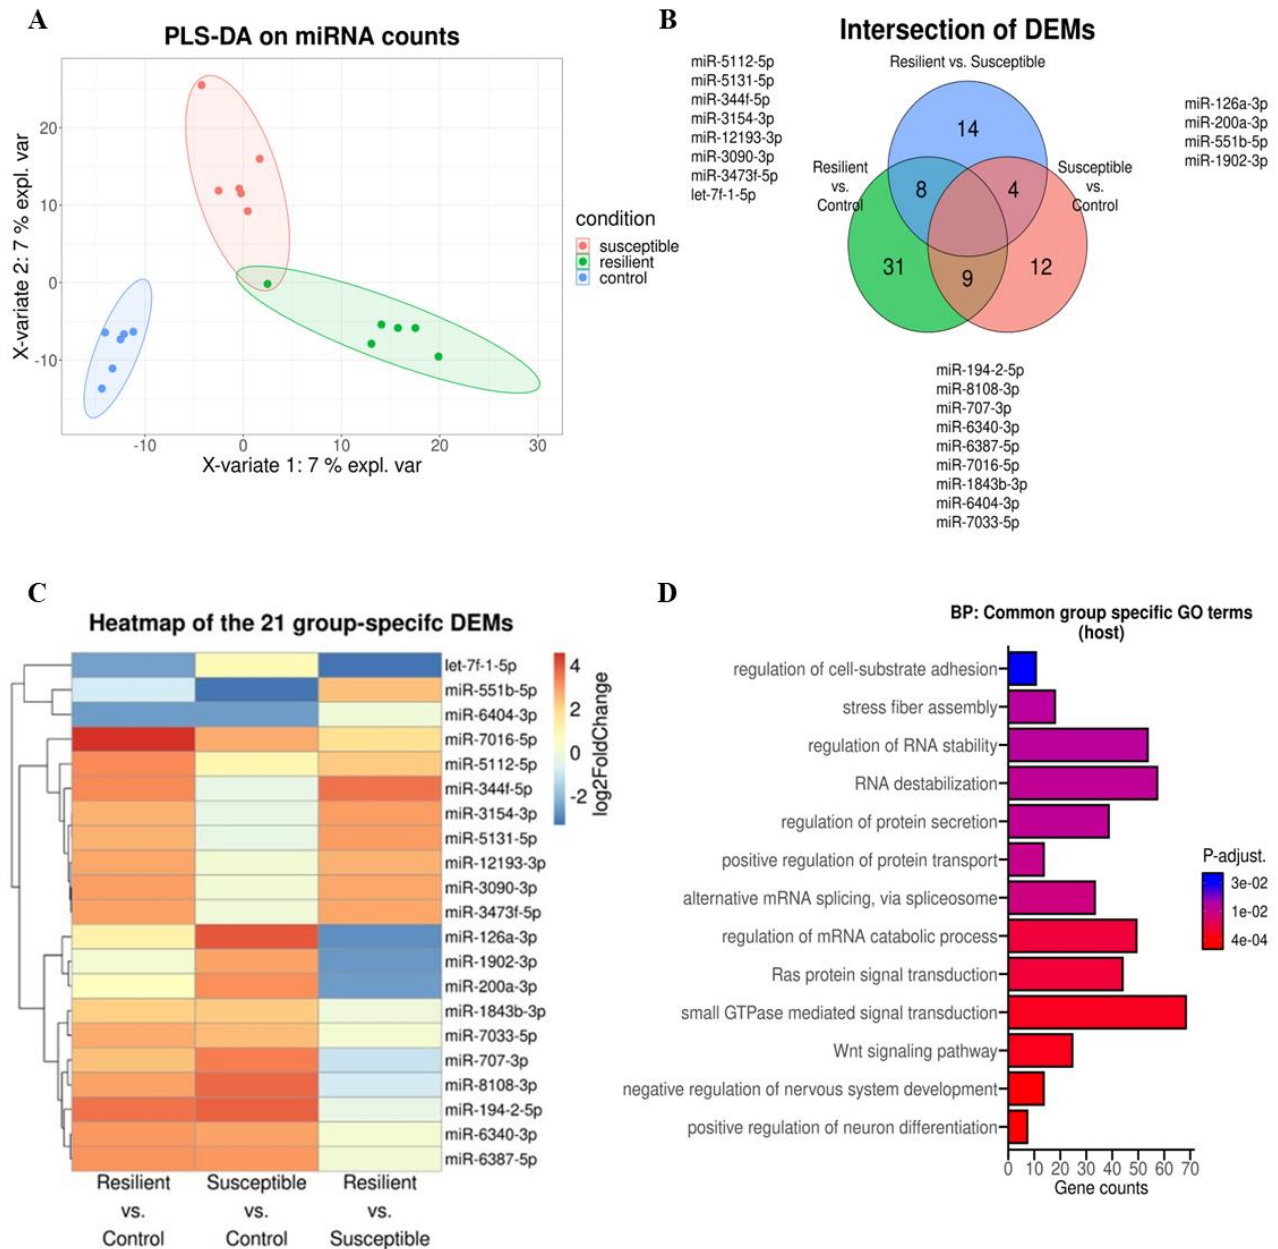 A
PLS-DA on miRNA counts
20
10
0
-10
-10
0
10
20
30
X-variate 2: 7 % expl. var
X-variate 1: 7 % expl. var
condition
susceptible
resilient
control
B
Intersection of DEMs
Resilient vs. Susceptible
miR-5112-5p
miR-5131-5p
miR-344f-5p
miR-3154-3p
miR-12193-3p
miR-3090-3p
miR-3473f-5p
let-7f-1-5p
miR-126a-3p
miR-200a-3p
miR-551b-5p
miR-1902-3p
Resilient
vs.
Control
Susceptible
vs.
Control
14
8
4
31
9
12
miR-194-2-5p
miR-8108-3p
miR-707-3p
miR-6340-3p
miR-6387-5p
miR-7016-5p
miR-1843b-3p
miR-6404-3p
miR-7033-5p
C
Heatmap of the 21 group-specifc DEMs
let-7f-1-5p
miR-551b-5p
miR-6404-3p
miR-7016-5p
miR-5112-5p
miR-344f-5p
miR-3154-3p
miR-5131-5p
miR-12193-3p
miR-3090-3p
miR-3473f-5p
miR-126a-3p
miR-1902-3p
miR-200a-3p
miR-1843b-3p
miR-7033-5p
miR-707-3p
miR-8108-3p
miR-194-2-5p
miR-6340-3p
miR-6387-5p
4
2
0
-2
log2FoldChange
Resilient
vs.
Control
Susceptible
vs.
Control
Resilient
vs.
Susceptible
D
BP: Common group specific GO terms
(host)
regulation of cell-substrate adhesion
stress fiber assembly
regulation of RNA stability
RNA destabilization
regulation of protein secretion
positive regulation of protein transport
alternative mRNA splicing, via spliceosome
regulation of mRNA catabolic process
Ras protein signal transduction
small GTPase mediated signal transduction
Wnt signaling pathway
negative regulation of nervous system development
positive regulation of neuron differentiation
0 10 20 30 40 50 60 70
Gene counts
P-adjust.
3e-02
1e-02
4e-04